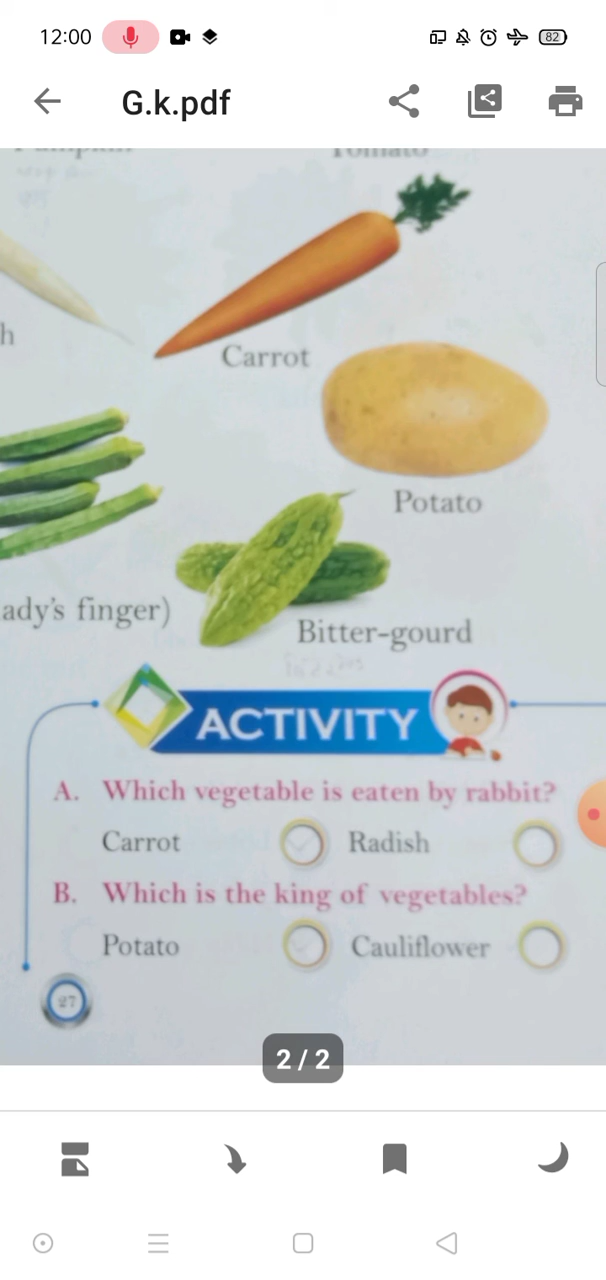 12:00
82
G.k.pdf
Tomato
h
Carrot
Potato
ady's finger)
Bitter-gourd
ACTIVITY
A. Which vegetable is eaten by rabbit?
Carrot Radish
B. Which is the king of vegetables?
Potato Cauliflower
27
2 / 2